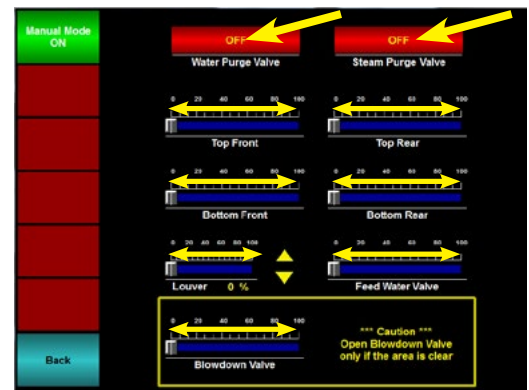 Manual Mode
ON
OFF
OFF
Water Purge Valve
Steam Purge Valve
0 20 40 60 80 100
0 20 40 60 80 100
Top Front
Top Rear
0 20 40 60 80 100
0 20 40 60 80 100
Bottom Front
Bottom Rear
0 20 40 60 80 100
0 20 40 60 80 100
Louver 0 %
Feed Water Valve
0 20 40 60 80 100
*** Caution ***
Open Blowdown Valve
only if the area is clear
Blowdown Valve
Back